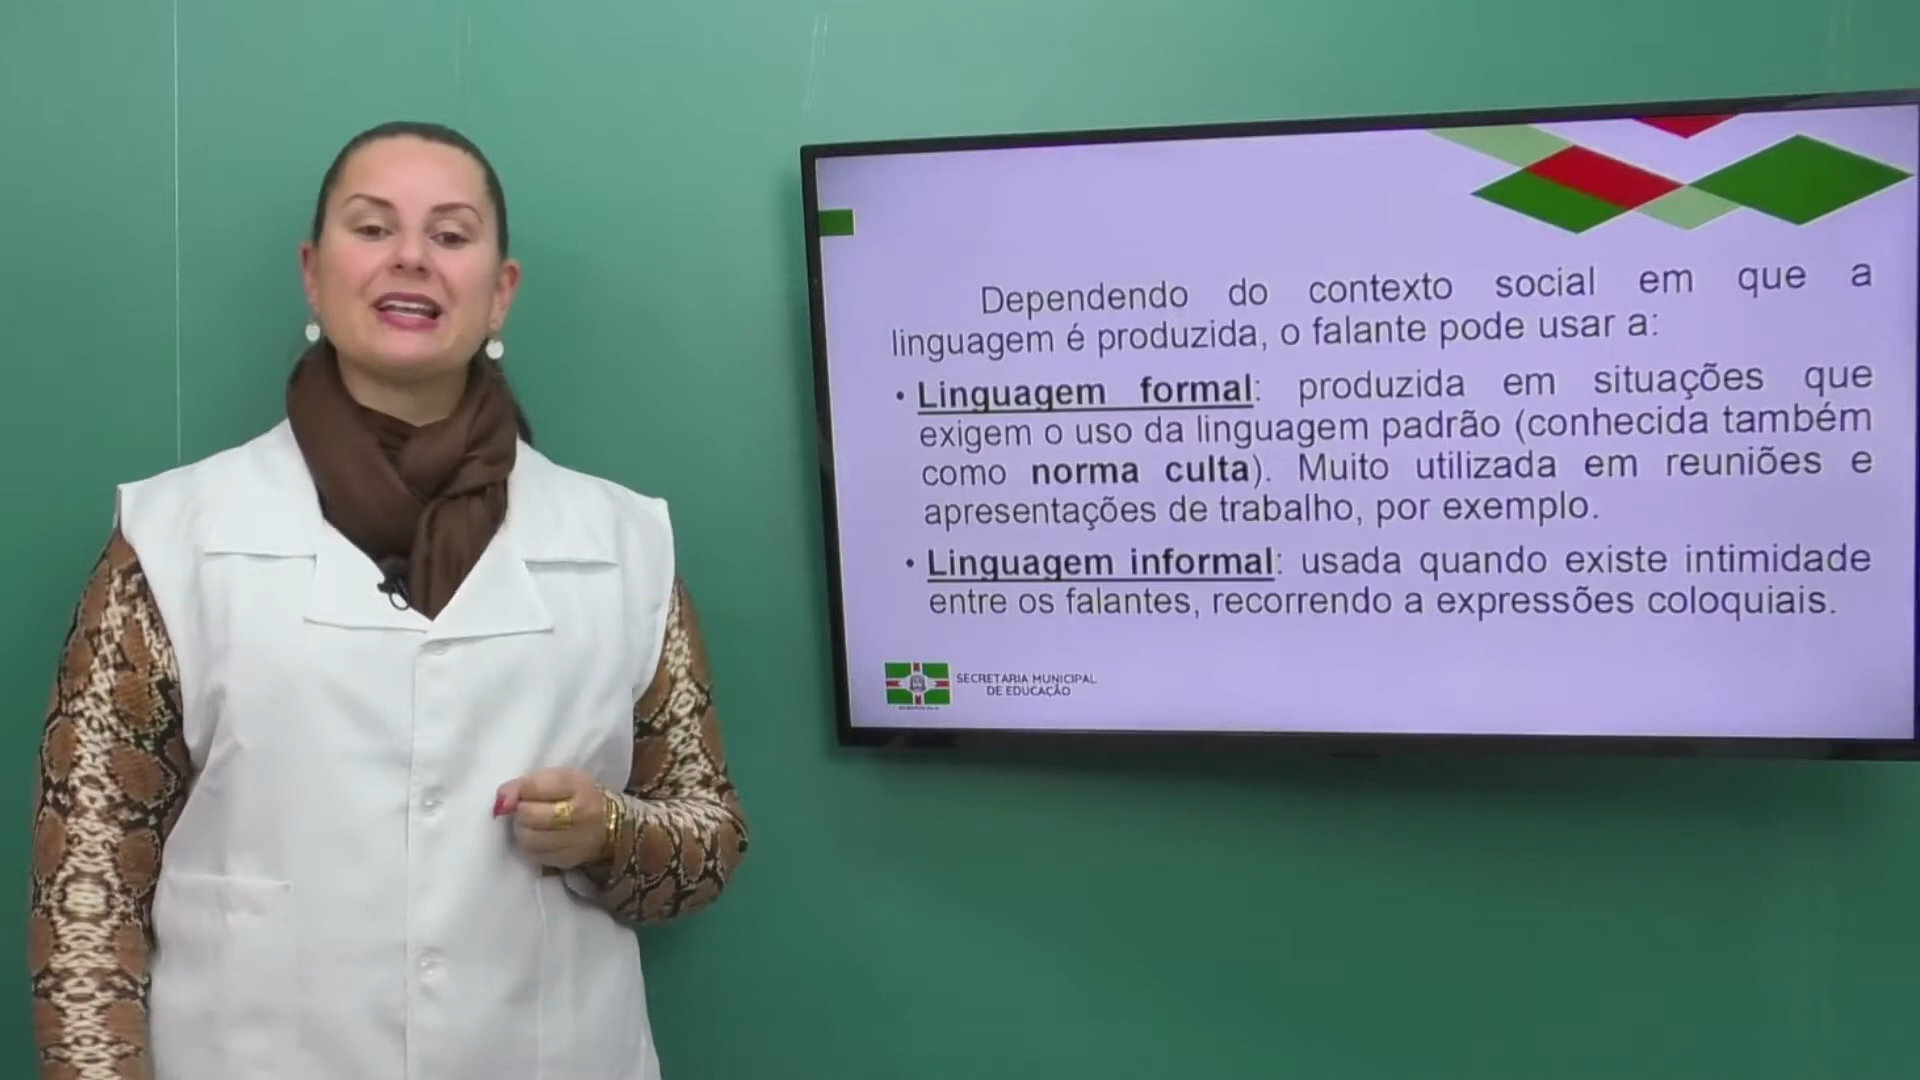 Dependendo do contexto social em que a
linguagem é produzida, o falante pode usar a:
• Linguagem formal: produzida em situações que
exigem o uso da linguagem padrão (conhecida também
como norma culta). Muito utilizada em reuniões e
apresentações de trabalho, por exemplo.
• Linguagem informal: usada quando existe intimidade
entre os falantes, recorrendo a expressões coloquiais.
SECRETARIA MUNICIPAL
DE EDUCAÇÃO